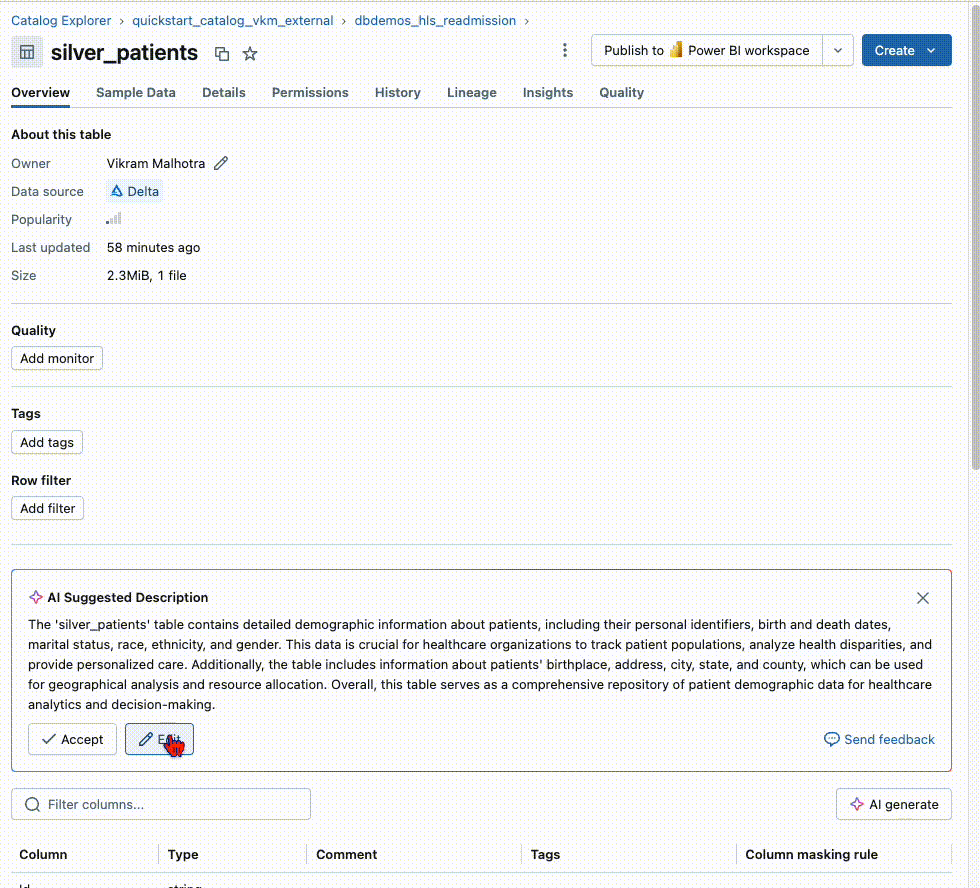 Catalog Explorer › quickstart_catalog_vkm_external › dbdemos_hls_readmission ›
silver_patients
Publish to Power BI workspace
Create
Overview Sample Data Details Permissions History Lineage Insights Quality
About this table
Owner Vikram Malhotra
Data source Delta
Popularity
Last updated 58 minutes ago
Size 2.3MiB, 1 file
Quality
Add monitor
Tags
Add tags
Row filter
Add filter
AI Suggested Description
The 'silver_patients' table contains detailed demographic information about patients, including their personal identifiers, birth and death dates,
marital status, race, ethnicity, and gender. This data is crucial for healthcare organizations to track patient populations, analyze health disparities, and
provide personalized care. Additionally, the table includes information about patients' birthplace, address, city, state, and county, which can be used
for geographical analysis and resource allocation. Overall, this table serves as a comprehensive repository of patient demographic data for healthcare
analytics and decision-making.
Accept Edit Send feedback
Filter columns... AI generate
Column Type Comment Tags Column masking rule